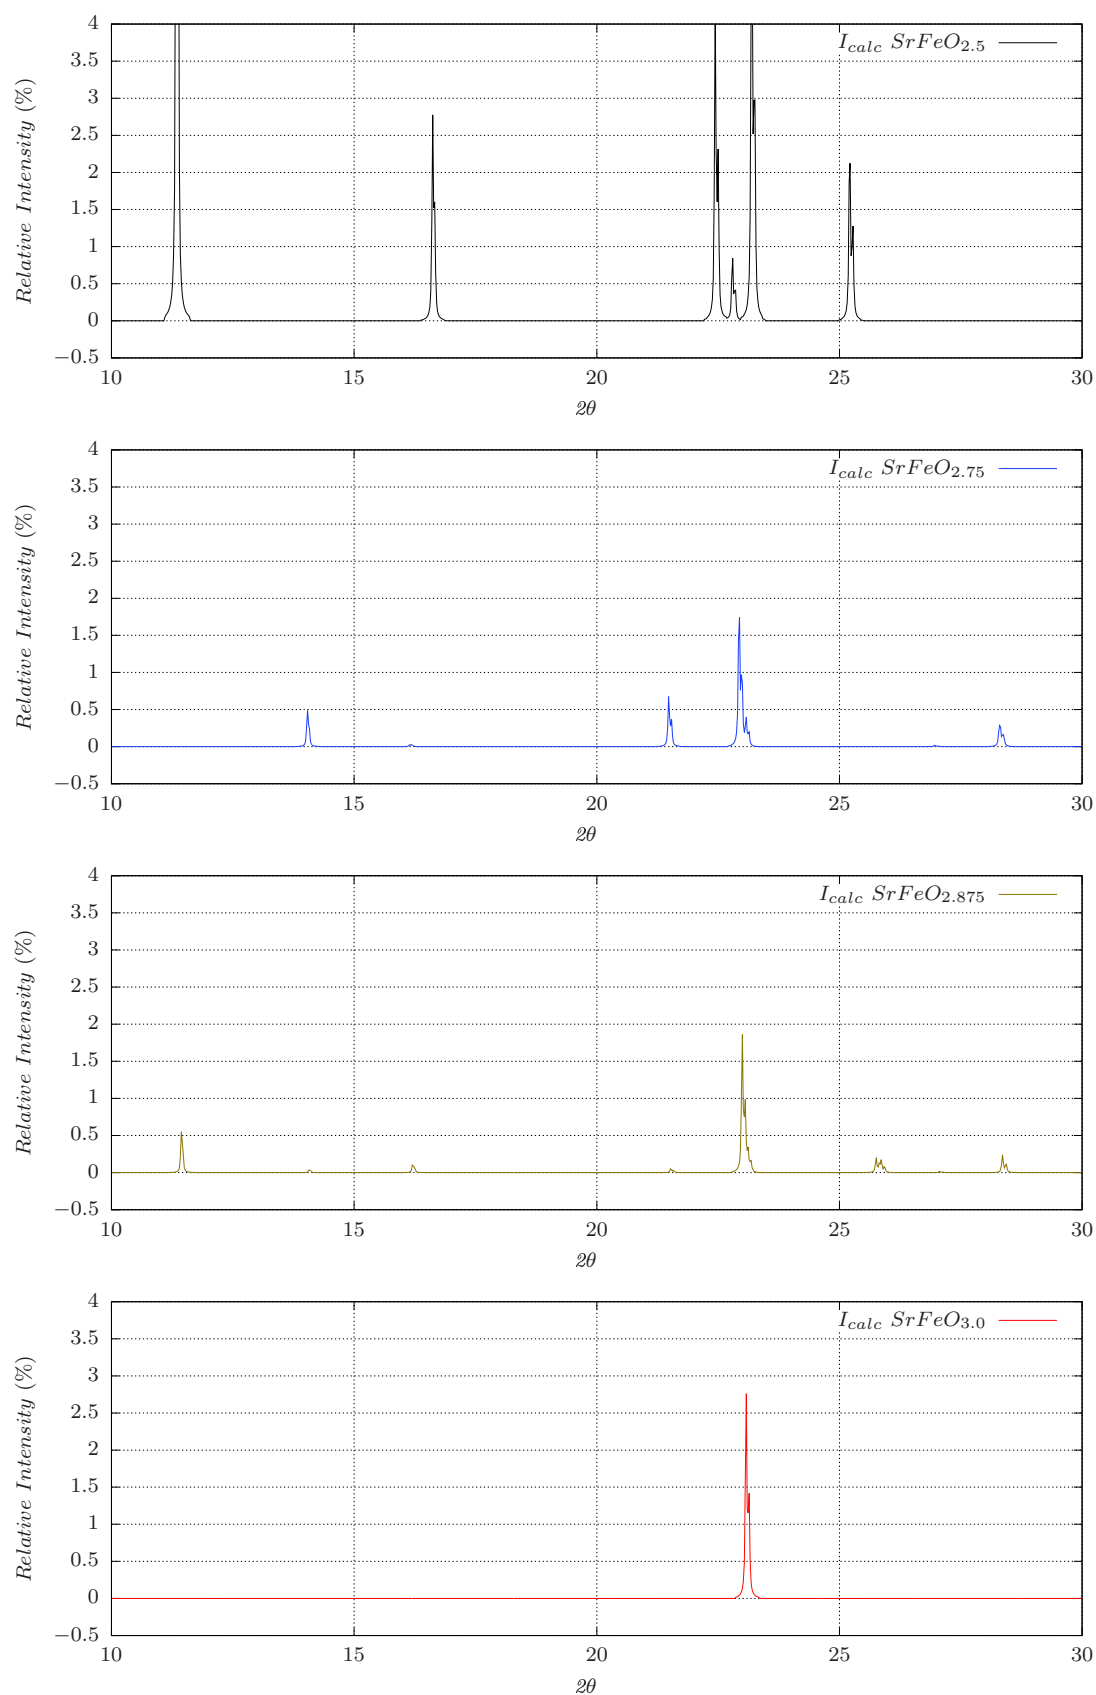 4
I_calc SrFeO_2.5
3.5
3
2.5
2
1.5
1
0.5
0
−0.5
Relative Intensity (%)
10 15 20 25 30
2θ
4
I_calc SrFeO_2.75
3.5
3
2.5
2
1.5
1
0.5
0
−0.5
Relative Intensity (%)
10 15 20 25 30
2θ
4
I_calc SrFeO_2.875
3.5
3
2.5
2
1.5
1
0.5
0
−0.5
Relative Intensity (%)
10 15 20 25 30
2θ
4
I_calc SrFeO_3.0
3.5
3
2.5
2
1.5
1
0.5
0
−0.5
Relative Intensity (%)
10 15 20 25 30
2θ